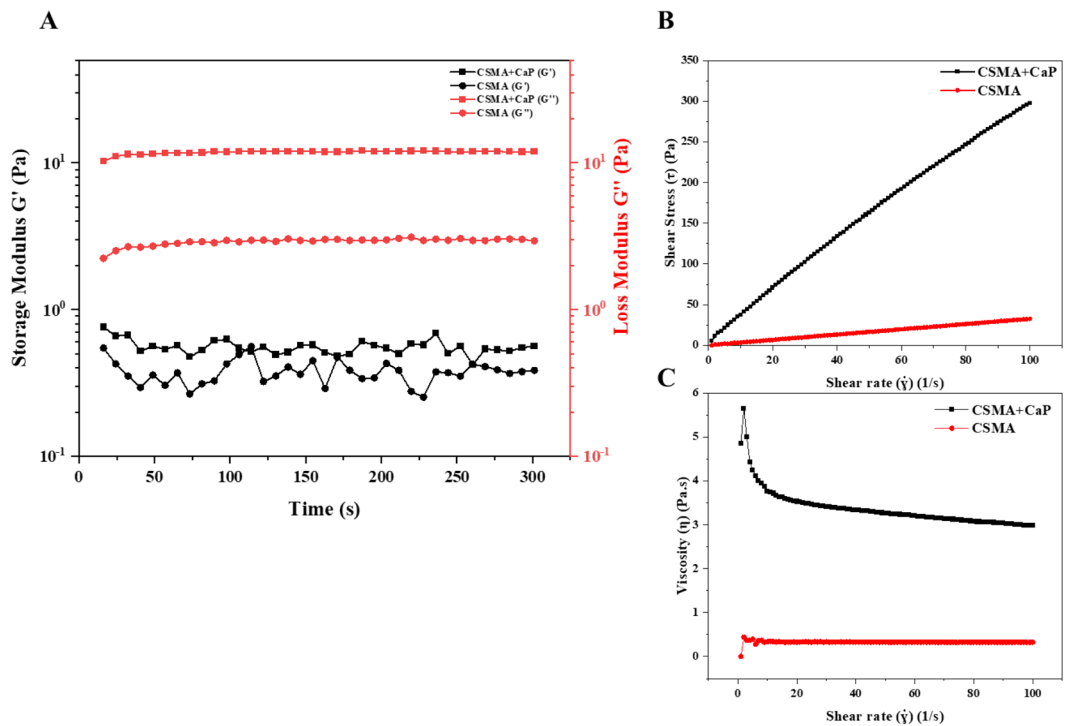 A
CSMA+CaP (G')
CSMA (G')
CSMA+CaP (G'')
CSMA (G'')
10¹
10⁰
10⁻¹
10¹
10⁰
10⁻¹
Storage Modulus G' (Pa)
Loss Modulus G'' (Pa)
0 50 100 150 200 250 300
Time (s)
B
CSMA+CaP
CSMA
350
300
250
200
150
100
50
0
Shear Stress (τ) (Pa)
0 20 40 60 80 100
Shear rate (γ̇) (1/s)
C
CSMA+CaP
CSMA
6
5
4
3
2
1
0
Viscosity (η) (Pa.s)
0 20 40 60 80 100
Shear rate (γ̇) (1/s)